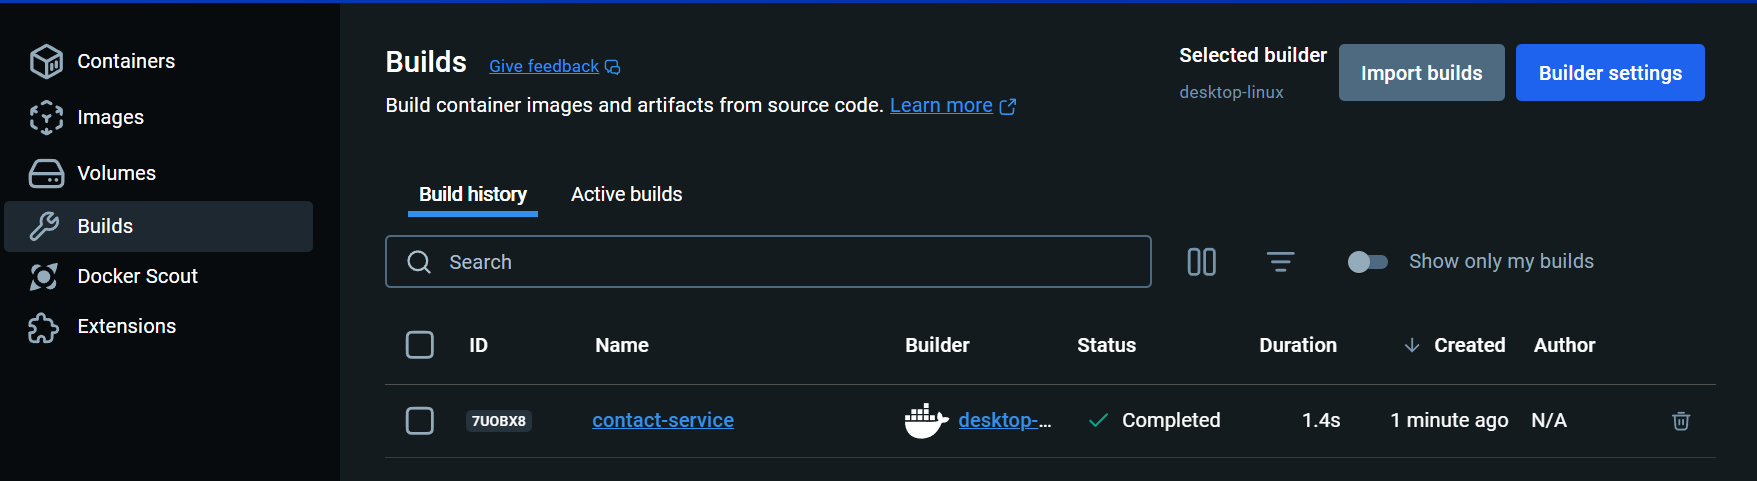 Containers
Images
Volumes
Builds
Docker Scout
Extensions
Builds Give feedback
Build container images and artifacts from source code. Learn more
Selected builder
desktop-linux
Import builds
Builder settings
Build history Active builds
Search
Show only my builds
ID Name Builder Status Duration Created Author
7UOBX8 contact-service desktop-... Completed 1.4s 1 minute ago N/A